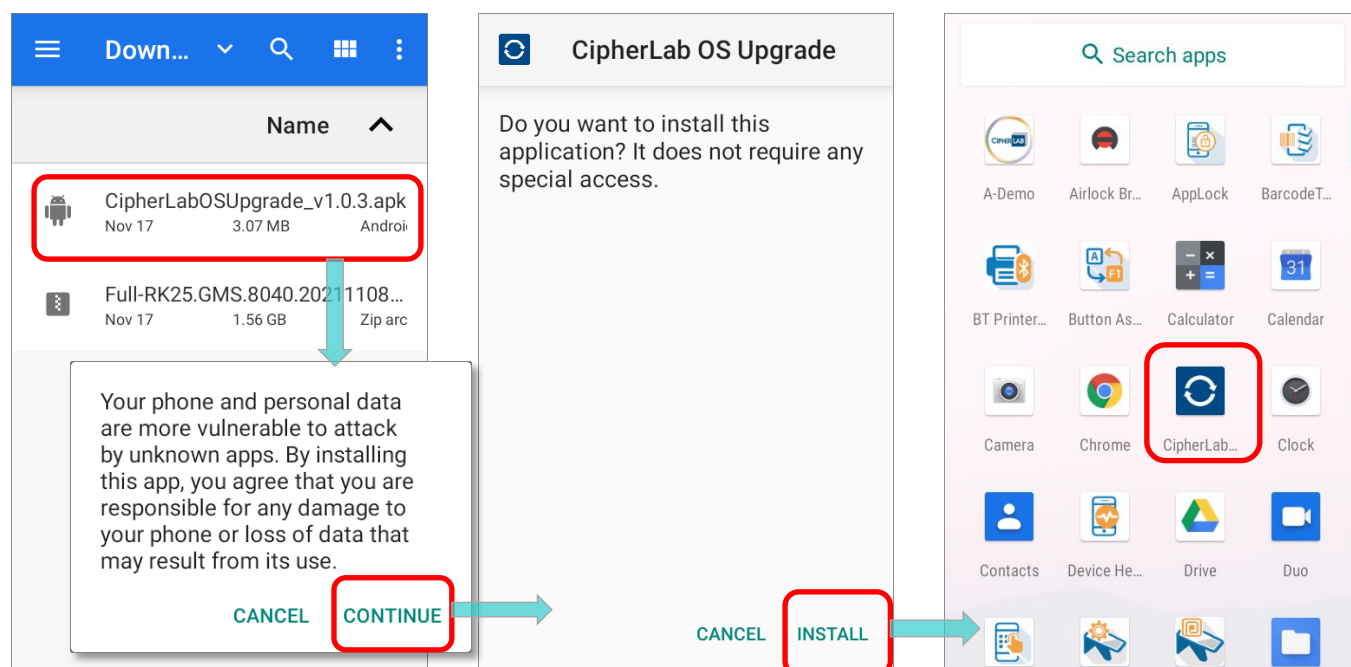 Down...
Name
CipherLabOSUpgrade_v1.0.3.apk
Nov 17 3.07 MB Androi
Full-RK25.GMS.8040.20211108...
Nov 17 1.56 GB Zip arc
Your phone and personal data
are more vulnerable to attack
by unknown apps. By installing
this app, you agree that you are
responsible for any damage to
your phone or loss of data that
may result from its use.
CANCEL CONTINUE
CipherLab OS Upgrade
Do you want to install this
application? It does not require any
special access.
CANCEL INSTALL
Search apps
CIPHERLAB
A-Demo Airlock Br... AppLock BarcodeT...
A
F1
31
BT Printer... Button As... Calculator Calendar
Camera Chrome CipherLab... Clock
Contacts Device He... Drive Duo